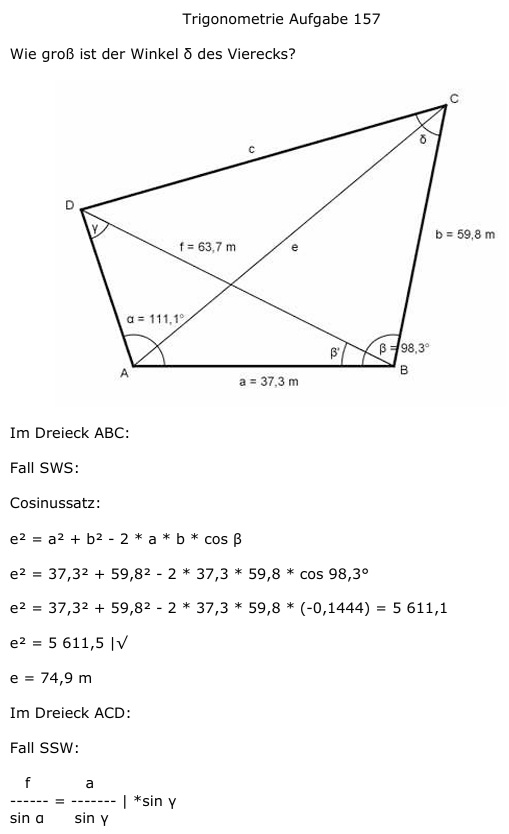 Trigonometrie Aufgabe 157
Wie groß ist der Winkel δ des Vierecks?
C
δ
c
D
γ
f = 63,7 m
e
b = 59,8 m
α = 111,1°
β'
β = 98,3°
A
B
a = 37,3 m
Im Dreieck ABC:
Fall SWS:
Cosinussatz:
e² = a² + b² - 2 * a * b * cos β
e² = 37,3² + 59,8² - 2 * 37,3 * 59,8 * cos 98,3°
e² = 37,3² + 59,8² - 2 * 37,3 * 59,8 * (-0,1444) = 5 611,1
e² = 5 611,5 |√
e = 74,9 m
Im Dreieck ACD:
Fall SSW:
f a
------ = ------- | *sin γ
sin α sin γ